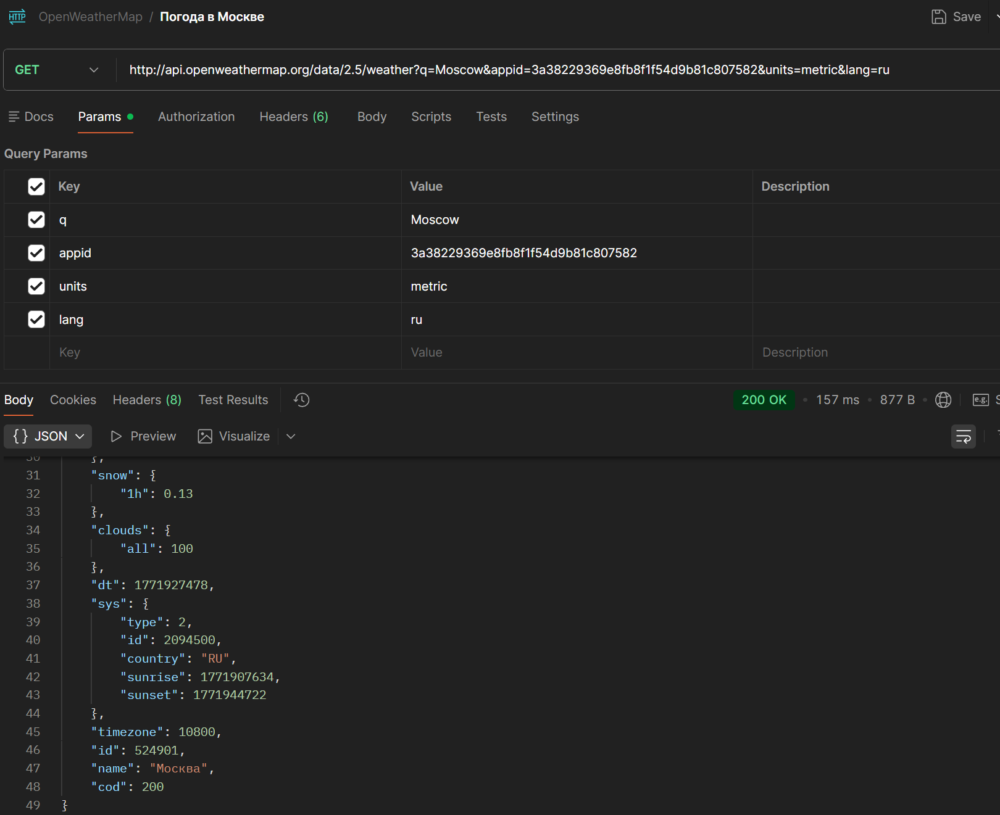 HTTP OpenWeatherMap / Погода в Москве Save
GET http://api.openweathermap.org/data/2.5/weather?q=Moscow&appid=3a38229369e8fb8f1f54d9b81c807582&units=metric&lang=ru
Docs Params Authorization Headers (6) Body Scripts Tests Settings
Query Params
Key Value Description
q Moscow
appid 3a38229369e8fb8f1f54d9b81c807582
units metric
lang ru
Key Value Description
Body Cookies Headers (8) Test Results 200 OK • 157 ms • 877 B • e.g. S
{} JSON Preview Visualize
30 },
31 "snow": {
32 "1h": 0.13
33 },
34 "clouds": {
35 "all": 100
36 },
37 "dt": 1771927478,
38 "sys": {
39 "type": 2,
40 "id": 2094500,
41 "country": "RU",
42 "sunrise": 1771907634,
43 "sunset": 1771944722
44 },
45 "timezone": 10800,
46 "id": 524901,
47 "name": "Москва",
48 "cod": 200
49 }